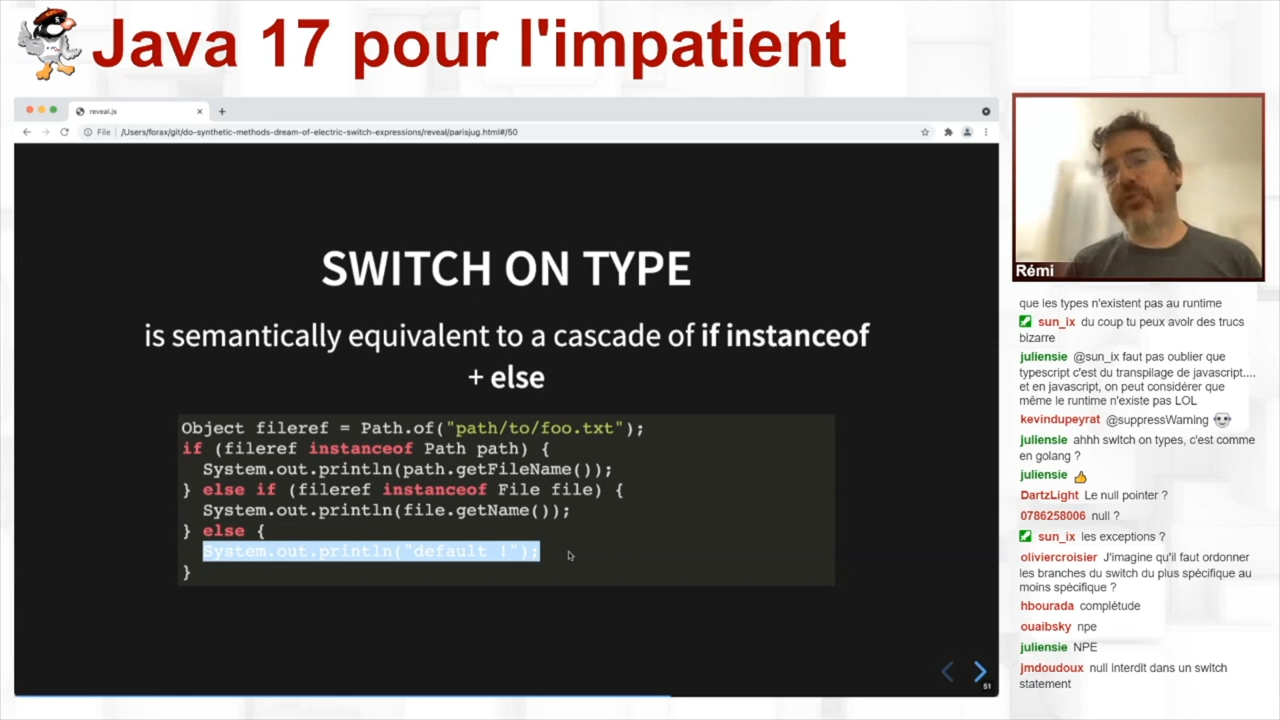 Java 17 pour l'impatient
reveal.js
File | /Users/forax/git/do-synthetic-methods-dream-of-electric-switch-expressions/reveal/parisjug.html#/50
SWITCH ON TYPE
is semantically equivalent to a cascade of if instanceof
+ else
Object fileref = Path.of("path/to/foo.txt");
if (fileref instanceof Path path) {
System.out.println(path.getFileName());
} else if (fileref instanceof File file) {
System.out.println(file.getName());
} else {
System.out.println("default !");
}
51
Rémi
que les types n'existent pas au runtime
sun_ix du coup tu peux avoir des trucs
bizarre
juliensie @sun_ix faut pas oublier que
typescript c'est du transpilage de javascript....
et en javascript, on peut considérer que
même le runtime n'existe pas LOL
kevindupeyrat @suppressWarning
juliensie ahhh switch on types, c'est comme
en golang ?
juliensie 👍
DartzLight Le null pointer ?
0786258006 null ?
sun_ix les exceptions ?
oliviercroisier J'imagine qu'il faut ordonner
les branches du switch du plus spécifique au
moins spécifique ?
hbourada complétude
ouaibsky npe
juliensie NPE
jmdoudoux null interdit dans un switch
statement